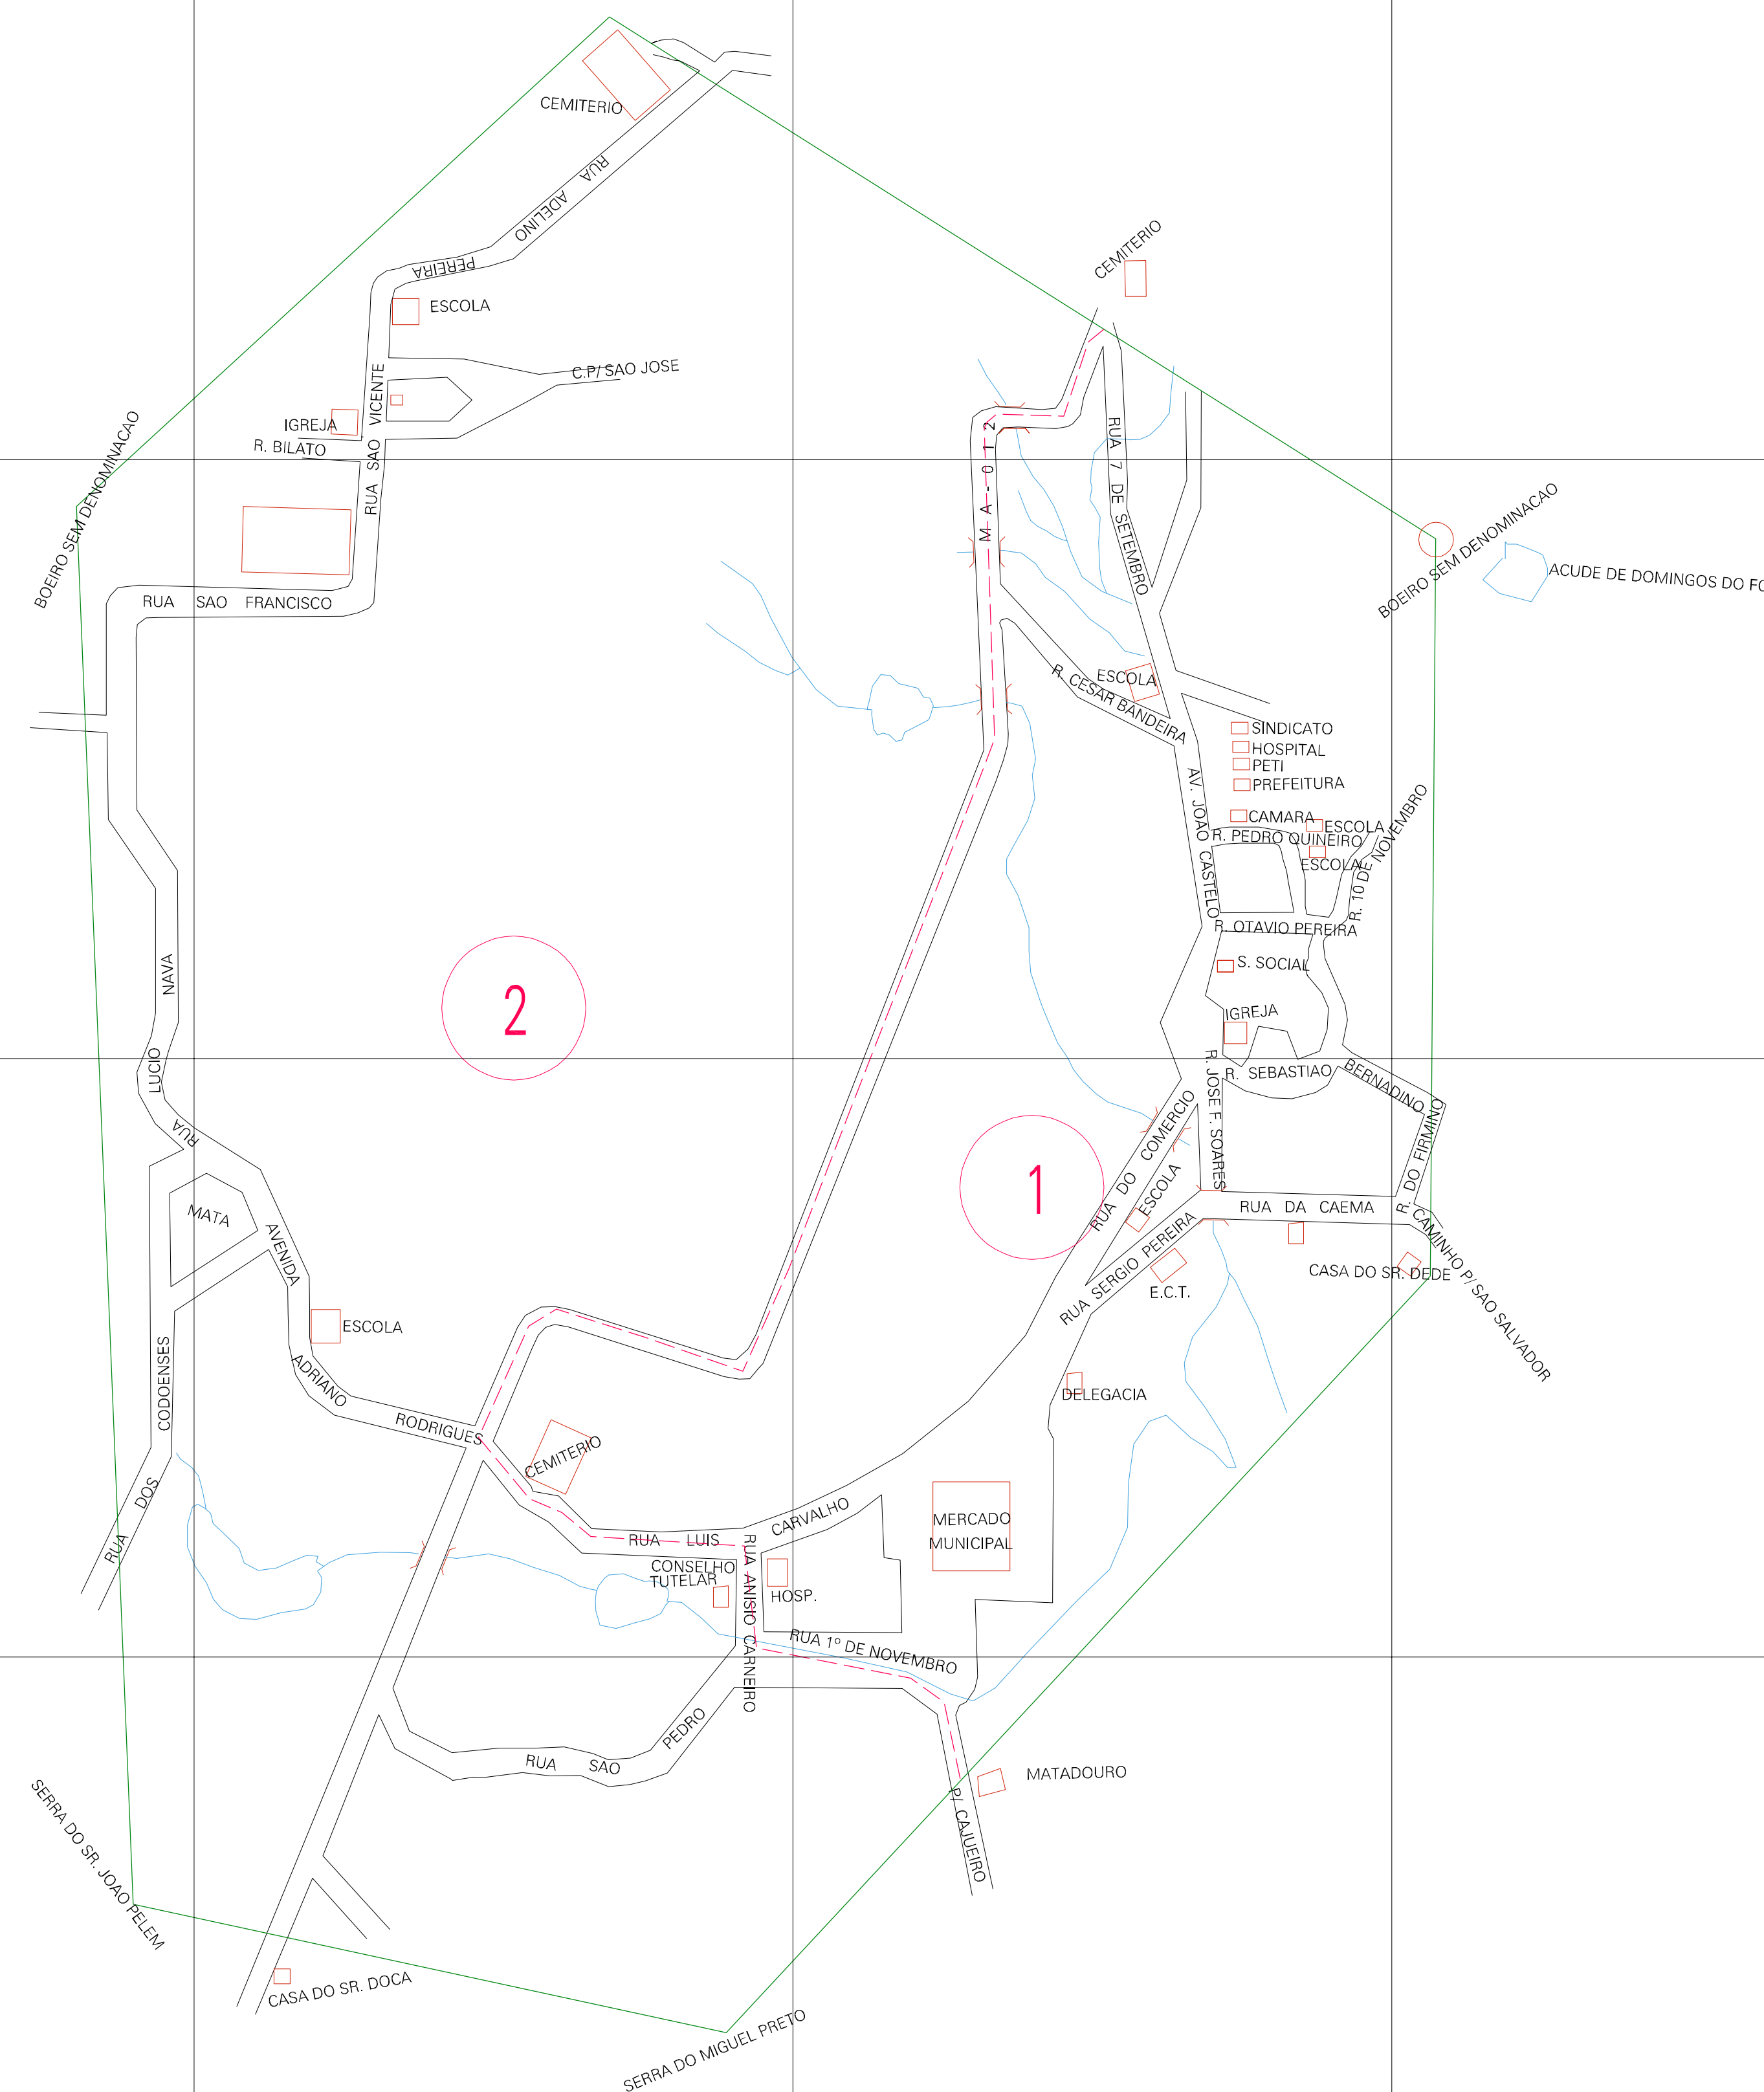 CEMITERIO
RUA ADELINO PEREIRA
ESCOLA
C.P/ SAO JOSE
IGREJA
R. BILATO
RUA SAO VICENTE
BOEIRO SEM DENOMINACAO
RUA SAO FRANCISCO
CEMITERIO
MA-012
RUA 7 DE SETEMBRO
BOEIRO SEM DENOMINACAO
ACUDE DE DOMINGOS DO FO
R. CESAR BANDEIRA
ESCOLA
SINDICATO
HOSPITAL
PETI
PREFEITURA
CAMARA
ESCOLA
R. PEDRO QUINEIRO
ESCOLA
AV. JOAO CASTELO
R. 10 DE NOVEMBRO
R. OTAVIO PEREIRA
S. SOCIAL
IGREJA
R. SEBASTIAO BERNADINO
R. JOSE F. SOARES
R. DO FIRMINO
RUA DO COMERCIO
ESCOLA
RUA SERGIO PEREIRA
RUA DA CAEMA
CAMINHO P/ SAO SALVADOR
CASA DO SR. DEDE
E.C.T.
DELEGACIA
2
1
RUA LUCIO NAVA
MATA
AVENIDA ADRIANO RODRIGUES
ESCOLA
RUA DOS CODOENSES
CEMITERIO
RUA LUIS CARVALHO
MERCADO
MUNICIPAL
CONSELHO
TUTELAR
HOSP.
RUA ANISIO CARNEIRO
RUA 1º DE NOVEMBRO
RUA SAO PEDRO
MATADOURO
P/ CAJUEIRO
SERRA DO SR. JOAO PELEM
CASA DO SR. DOCA
SERRA DO MIGUEL PRETO